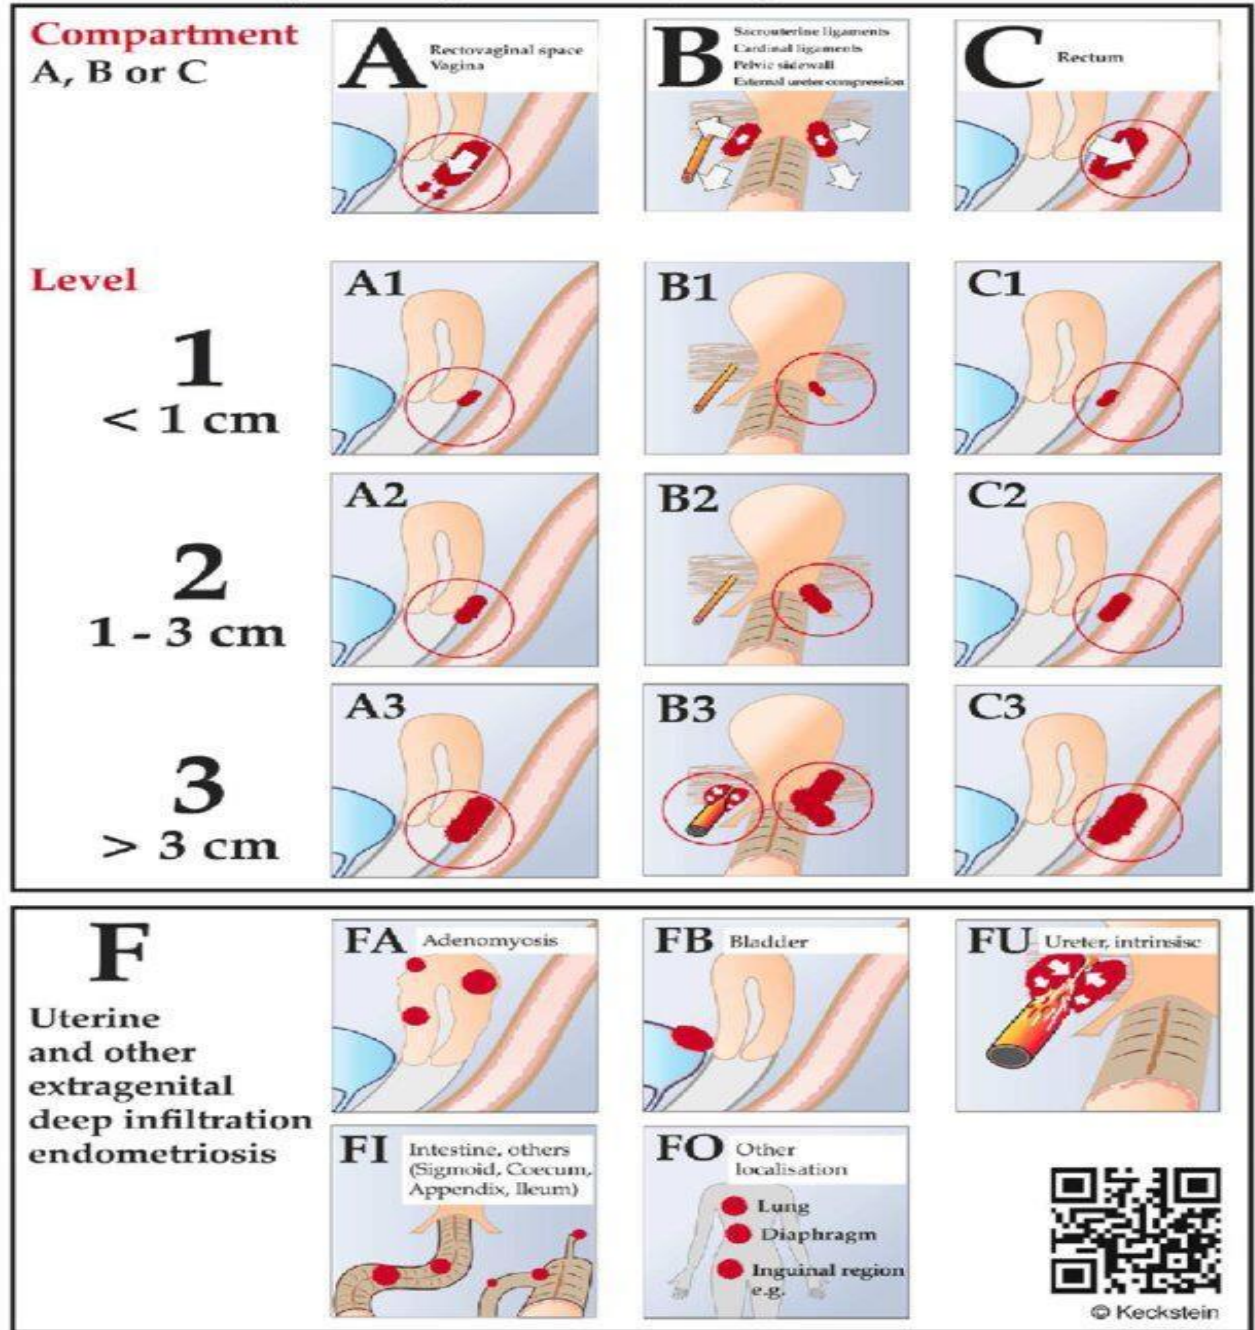 Compartment
A, B or C
A
Rectovaginal space
Vagina
B
Sacrouterine ligaments
Cardinal ligaments
Pelvic sidewall
External ureter compression
C
Rectum
Level
1
< 1 cm
A1
B1
C1
2
1 - 3 cm
A2
B2
C2
3
> 3 cm
A3
B3
C3
F
Uterine
and other
extragenital
deep infiltration
endometriosis
FA Adenomyosis
FB Bladder
FU Ureter, intrinsisc
FI Intestine, others
(Sigmoid, Coecum,
Appendix, Ileum)
FO Other
localisation
Lung
Diaphragm
Inguinal region
e.g.
© Keckstein